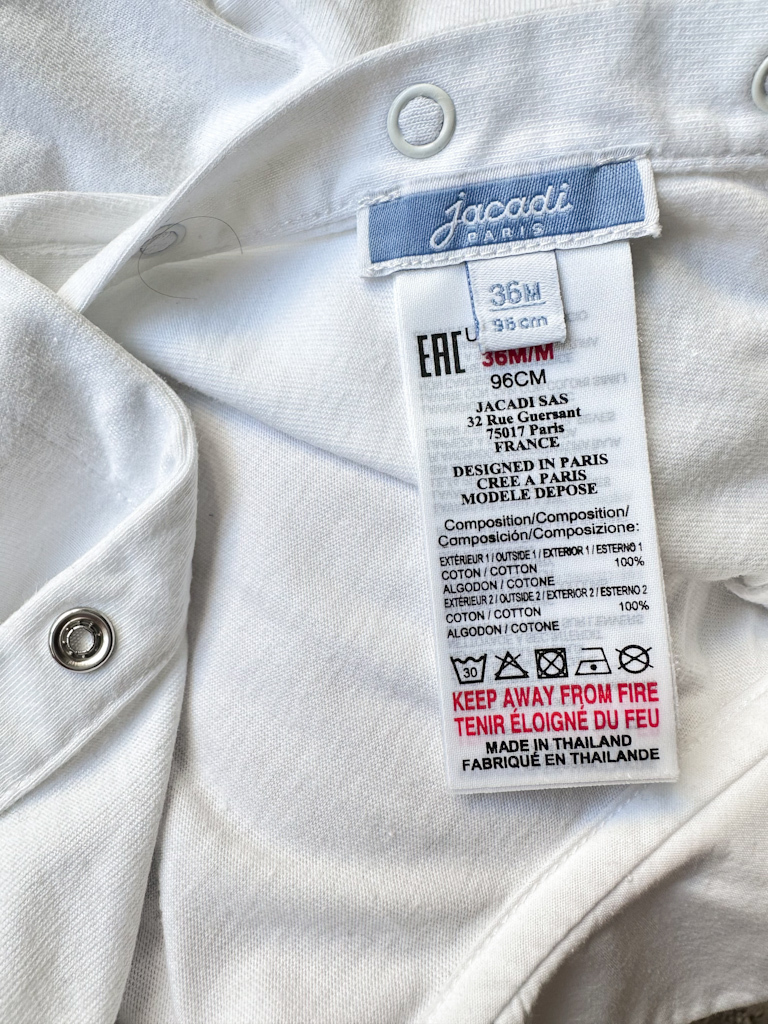 jacadi
PARIS
36M
96cm
EAC
36M/M
96CM
JACADI SAS
32 Rue Guersant
75017 Paris
FRANCE
DESIGNED IN PARIS
CREE A PARIS
MODELE DEPOSE
Composition/Composition/
Composición/Composizione:
EXTÉRIEUR 1 / OUTSIDE 1 / EXTERIOR 1 / ESTERNO 1
COTON / COTTON 100%
ALGODON / COTONE
EXTÉRIEUR 2 / OUTSIDE 2 / EXTERIOR 2 / ESTERNO 2
COTON / COTTON 100%
ALGODON / COTONE
30
KEEP AWAY FROM FIRE
TENIR ÉLOIGNÉ DU FEU
MADE IN THAILAND
FABRIQUÉ EN THAILANDE